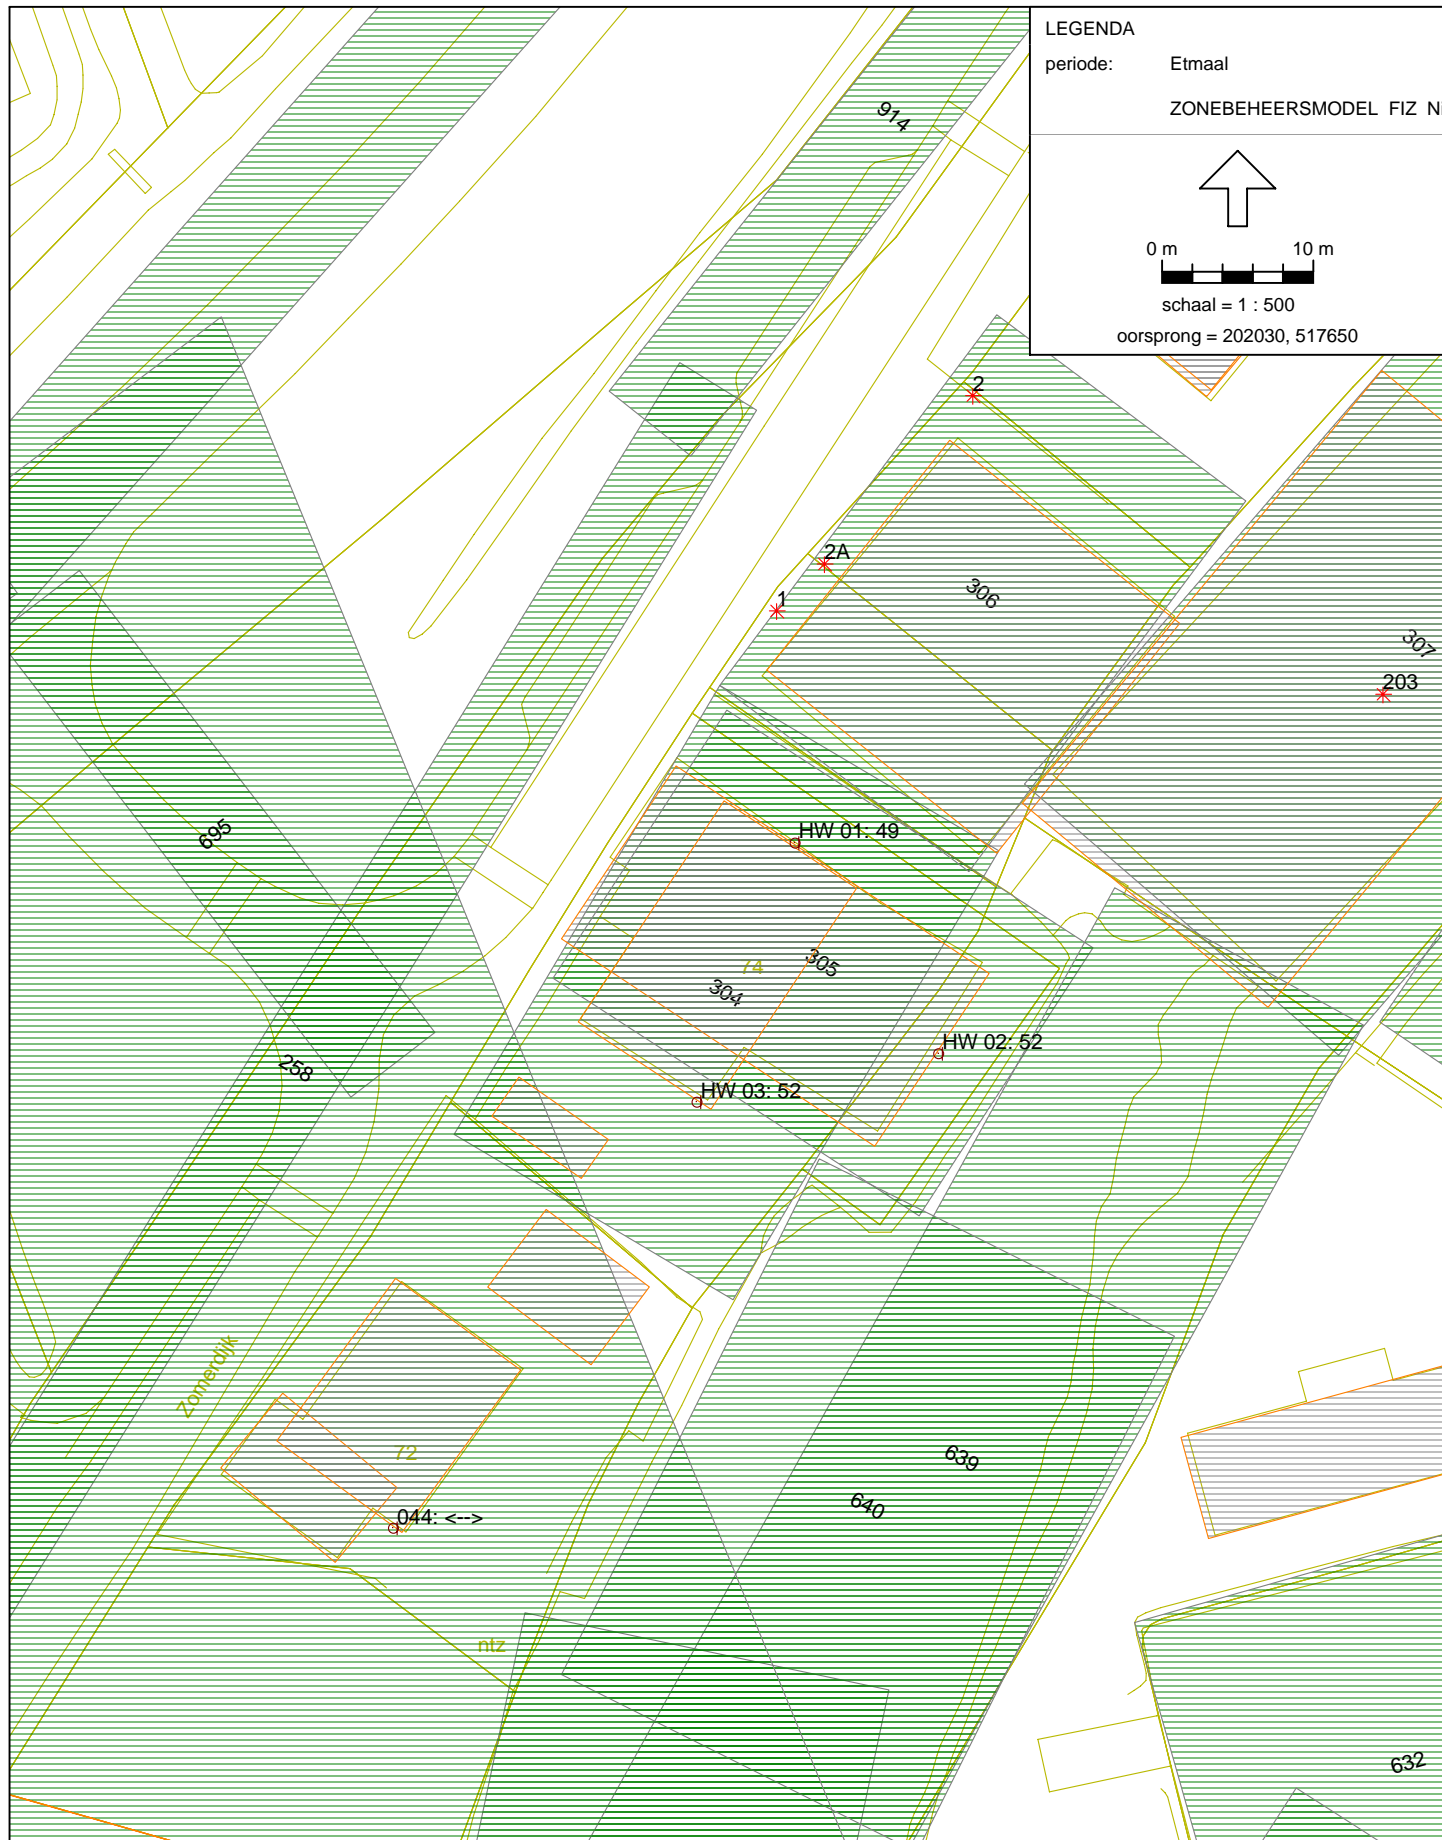 LEGENDA
periode: Etmaal
ZONEBEHEERSMODEL FIZ
0 m 10 m
schaal = 1 : 500
oorsprong = 202030, 517650
914
2
2A
1
306
307
203
695
HW 01: 49
74
305
304
HW 02: 52
258
HW 03: 52
Zomerdijk
72
639
640
044: <-->
ntz
632